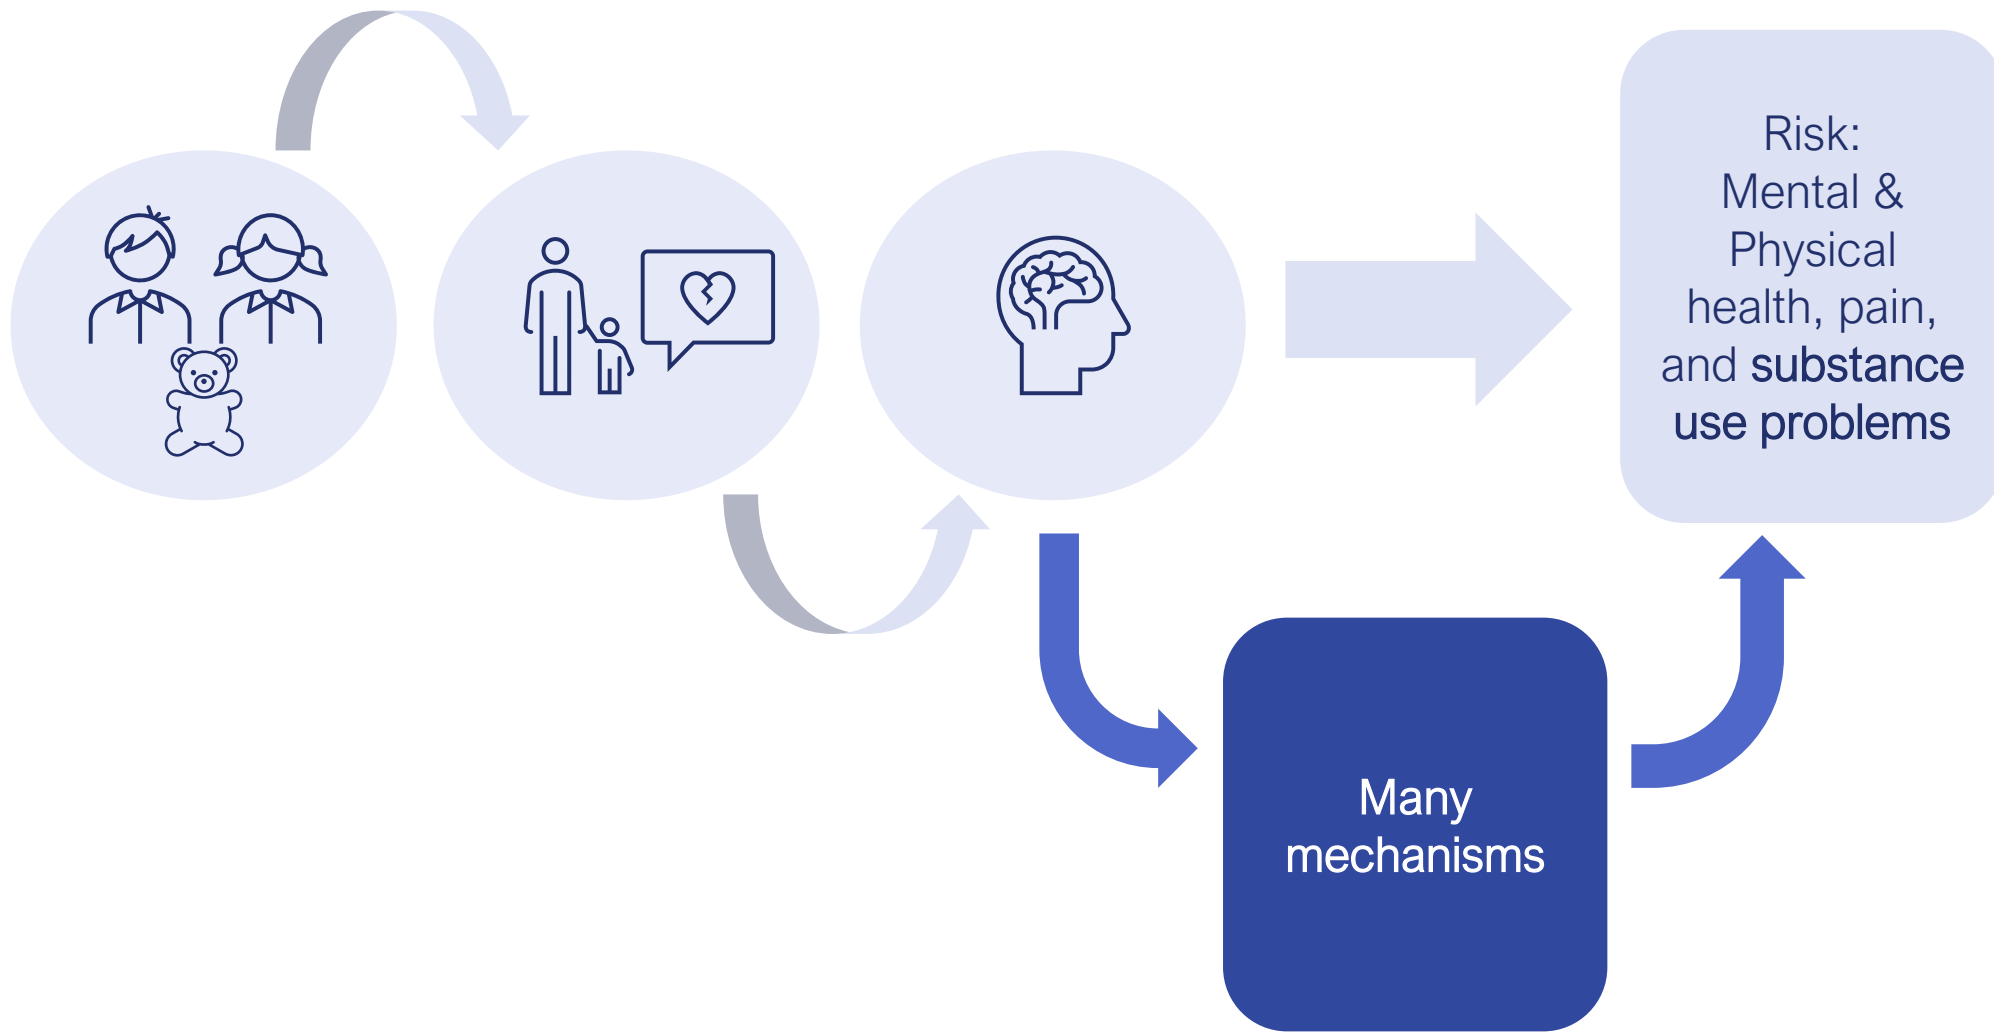 Risk:
Mental &
Physical
health, pain,
and substance
use problems
Many
mechanisms